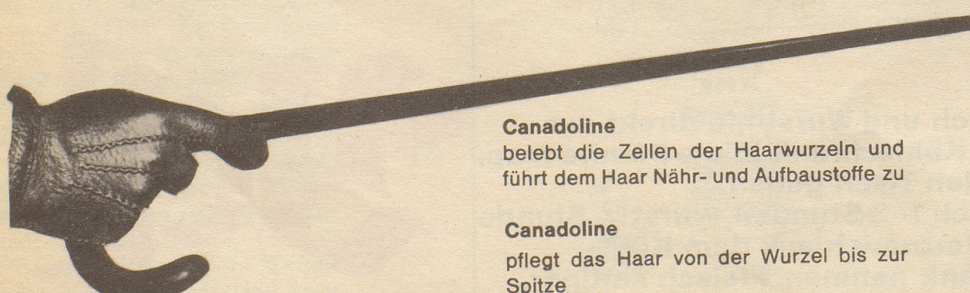 Canadoline
belebt die Zellen der Haarwurzeln und
führt dem Haar Nähr- und Aufbaustoffe zu
Canadoline
pflegt das Haar von der Wurzel bis zur
Spitze